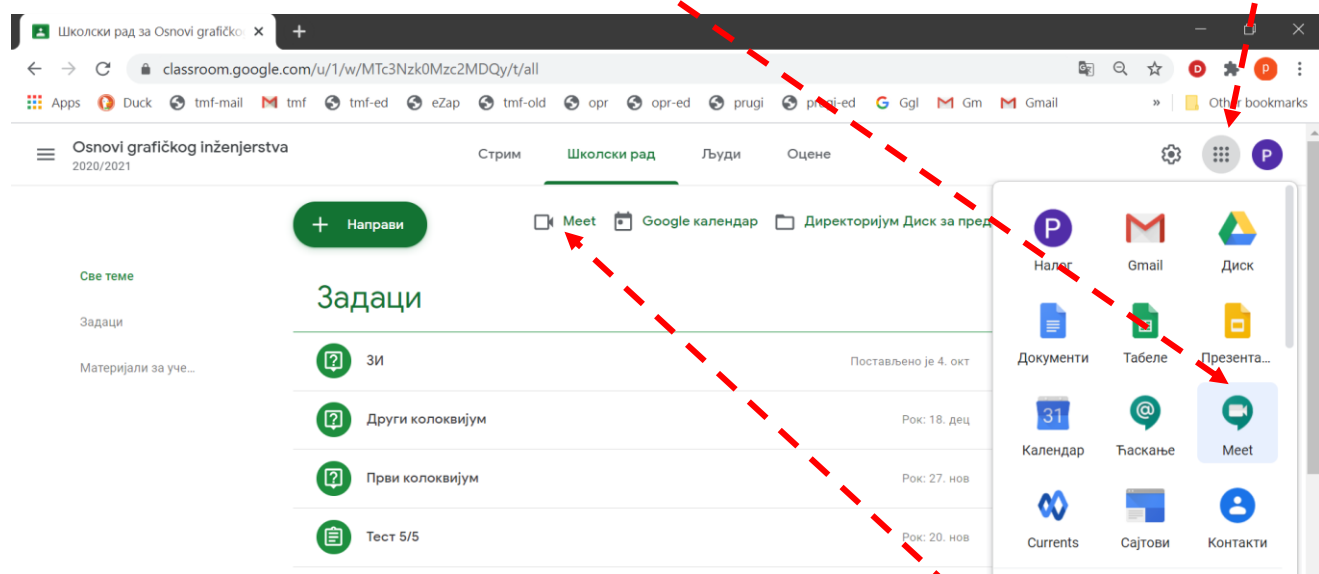 Школски рад за Osnovi grafičko
classroom.google.com/u/1/w/MTc3Nzk0Mzc2MDQy/t/all
Apps Duck tmf-mail tmf tmf-ed eZap tmf-old opr opr-ed prugi prugi-ed Ggl Gm Gmail » Other bookmarks
Osnovi grafičkog inženjerstva
2020/2021
Стрим Школски рад Људи Оцене
P
+ Направи
Meet Google календар Директоријум Диск за пред
Све теме
Задаци
Материјали за уче...
Задаци
ЗИ Постављено је 4. окт
Други колоквијум Рок: 18. дец
Први колоквијум Рок: 27. нов
Тест 5/5 Рок: 20. нов
P
Налог Gmail Диск
Документи Табеле Презента...
31
Календар Ћаскање Meet
Currents Сајтови Контакти